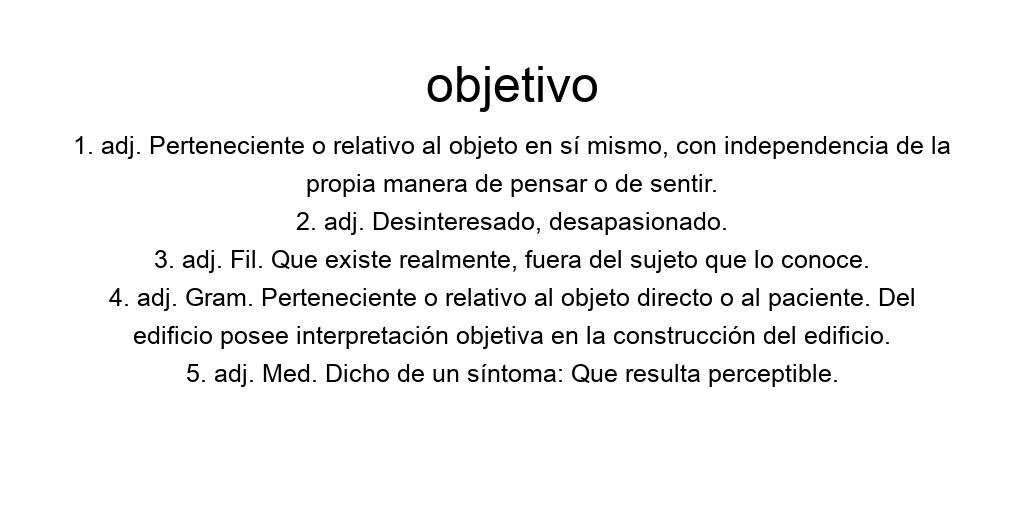 objetivo
1. adj. Perteneciente o relativo al objeto en sí mismo, con independencia de la
propia manera de pensar o de sentir.
2. adj. Desinteresado, desapasionado.
3. adj. Fil. Que existe realmente, fuera del sujeto que lo conoce.
4. adj. Gram. Perteneciente o relativo al objeto directo o al paciente. Del
edificio posee interpretación objetiva en la construcción del edificio.
5. adj. Med. Dicho de un síntoma: Que resulta perceptible.